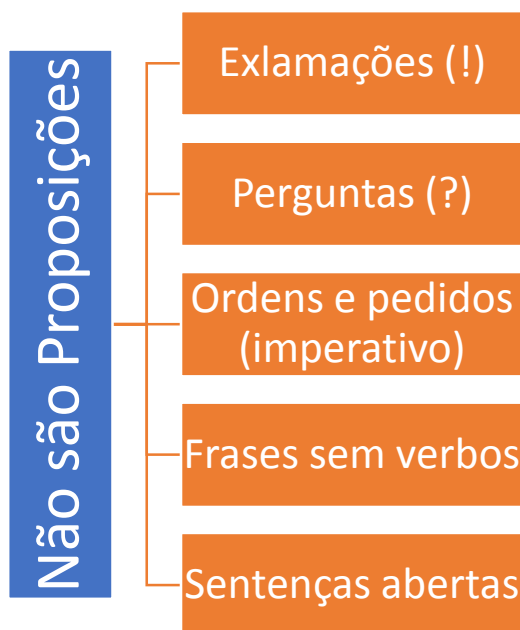 Não são Proposições
Exlamações (!)
Perguntas (?)
Ordens e pedidos
(imperativo)
Frases sem verbos
Sentenças abertas